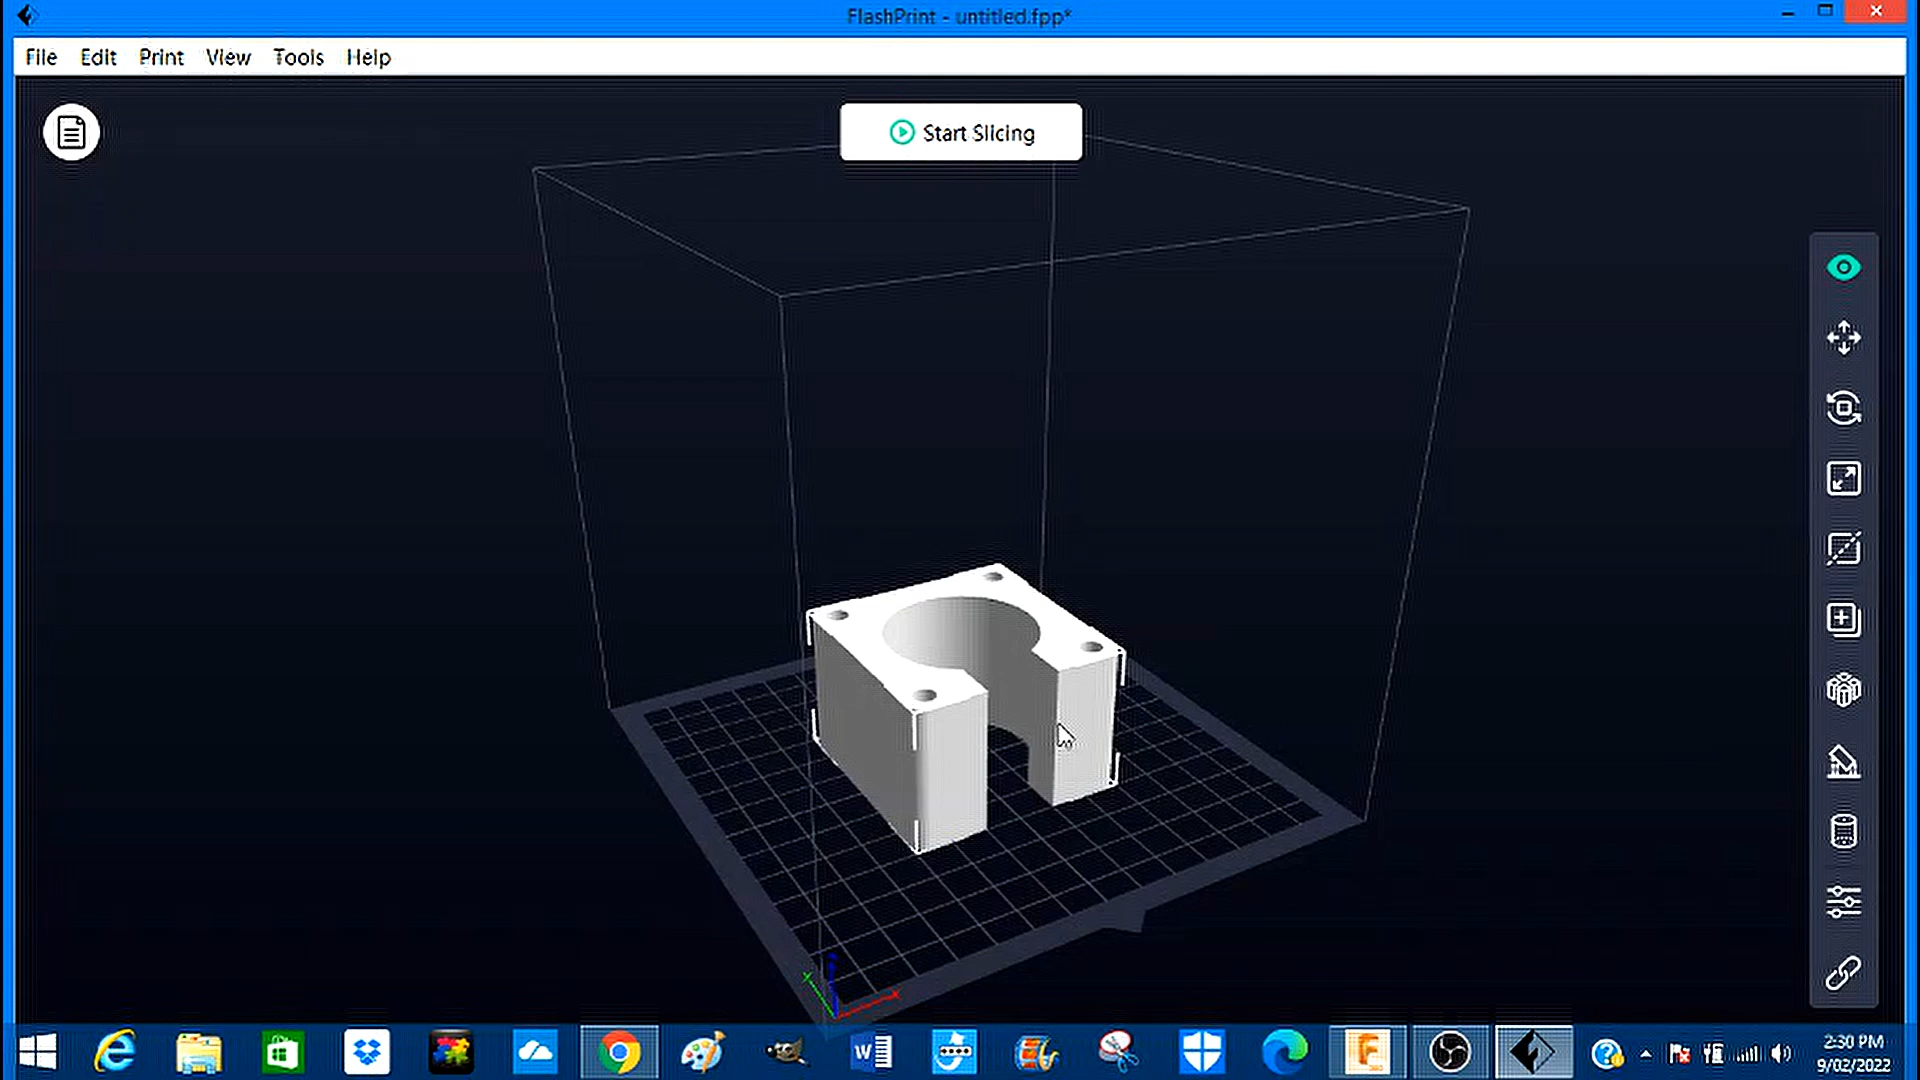 FlashPrint - untitled.fpp*
File Edit Print View Tools Help
Start Slicing
2:30 PM
9/02/2022